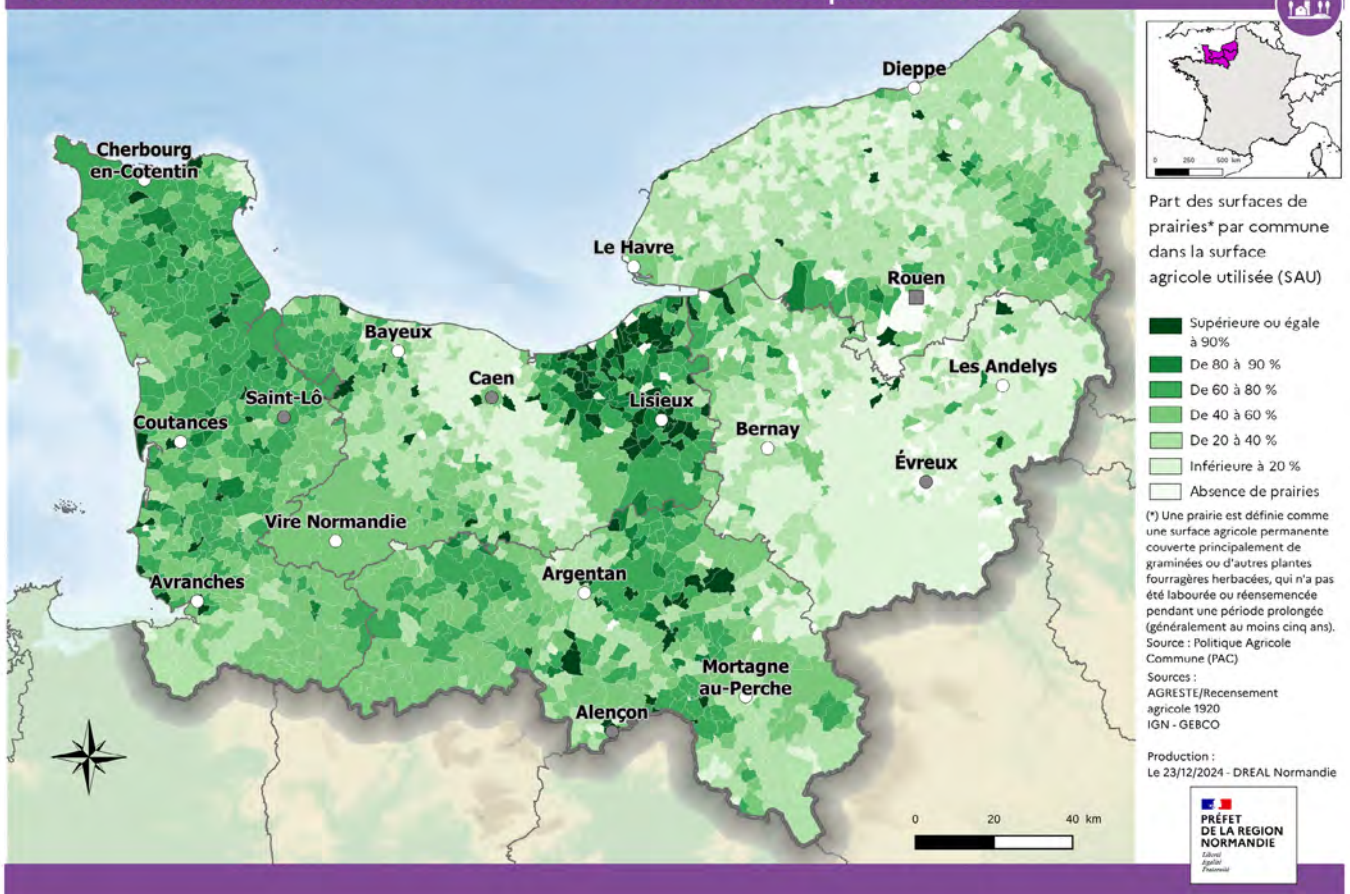 Dieppe
Cherbourg
en-Cotentin
Le Havre
Rouen
Bayeux
Caen
Les Andelys
Saint-Lô
Lisieux
Coutances
Bernay
Évreux
Vire Normandie
Argentan
Avranches
Mortagne
au-Perche
Alençon
0 20 40 km
0 250 500 km
Part des surfaces de
prairies* par commune
dans la surface
agricole utilisée (SAU)
Supérieure ou égale
à 90%
De 80 à 90 %
De 60 à 80 %
De 40 à 60 %
De 20 à 40 %
Inférieure à 20 %
Absence de prairies
(*) Une prairie est définie comme
une surface agricole permanente
couverte principalement de
graminées ou d'autres plantes
fourragères herbacées, qui n'a pas
été labourée ou réensemencée
pendant une période prolongée
(généralement au moins cinq ans).
Source : Politique Agricole
Commune (PAC)
Sources :
AGRESTE/Recensement
agricole 1920
IGN - GEBCO
Production :
Le 23/12/2024 - DREAL Normandie
PRÉFET
DE LA REGION
NORMANDIE
Liberté
Égalité
Fraternité